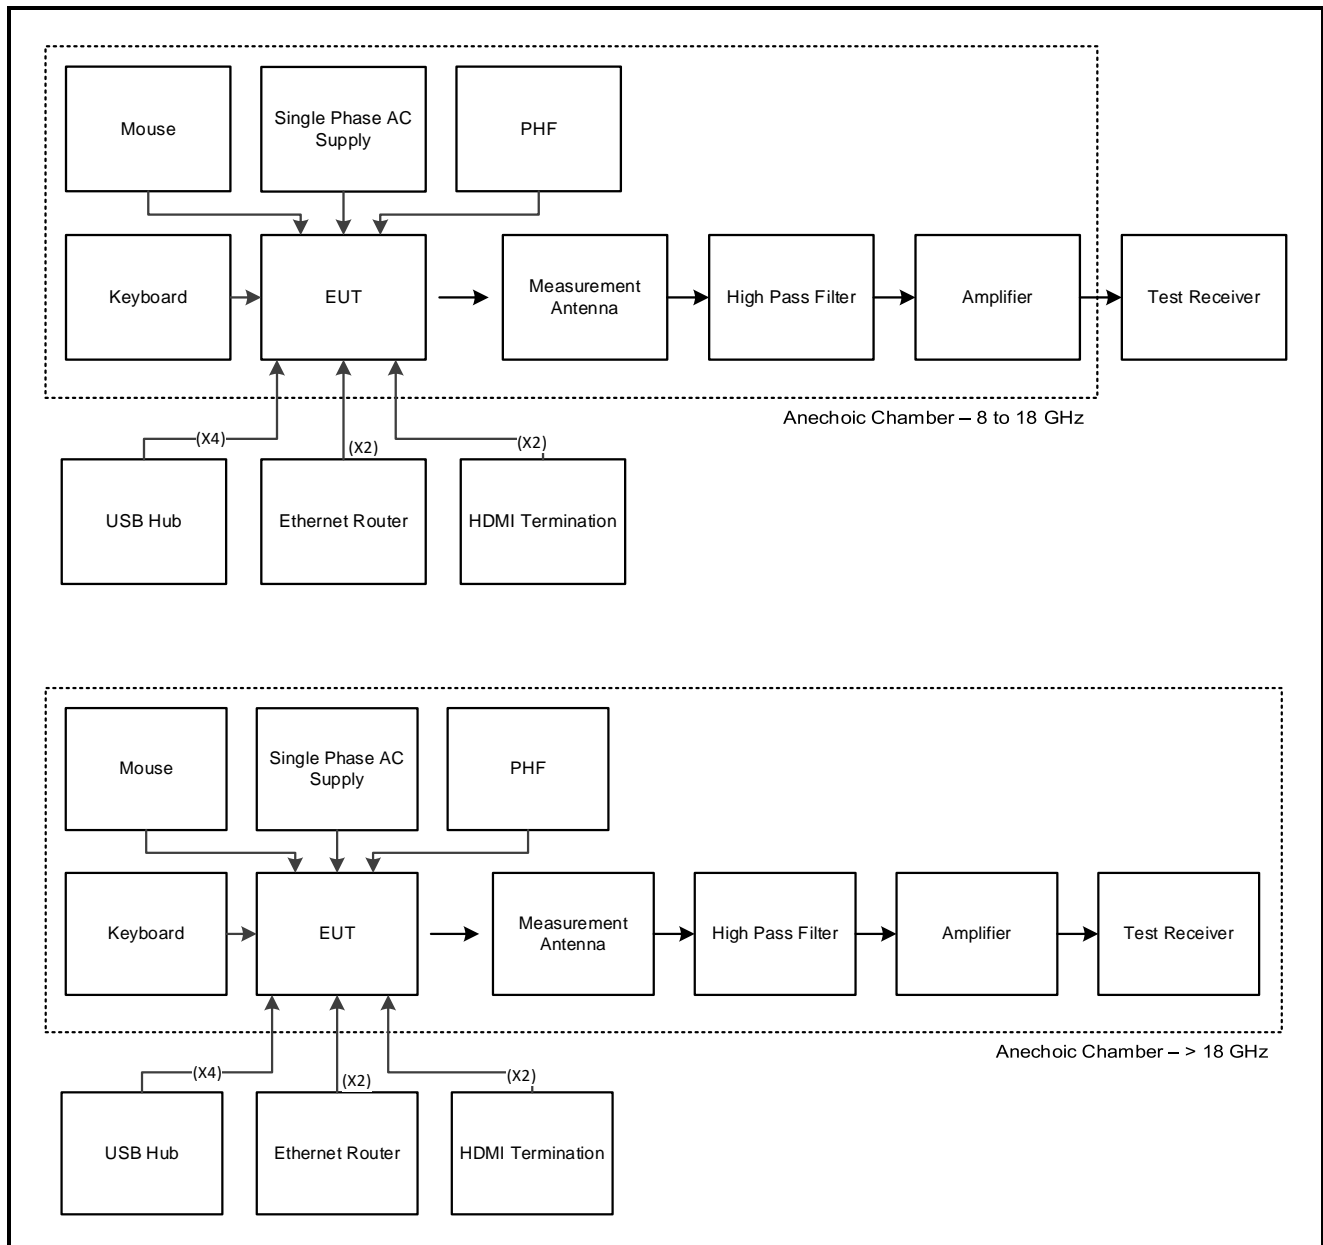 Mouse
Single Phase AC
Supply
PHF
Keyboard
EUT
Measurement
Antenna
High Pass Filter
Amplifier
Test Receiver
Anechoic Chamber – 8 to 18 GHz
(X4)
(X2)
(X2)
USB Hub
Ethernet Router
HDMI Termination
Mouse
Single Phase AC
Supply
PHF
Keyboard
EUT
Measurement
Antenna
High Pass Filter
Amplifier
Test Receiver
Anechoic Chamber – > 18 GHz
(X4)
(X2)
(X2)
USB Hub
Ethernet Router
HDMI Termination